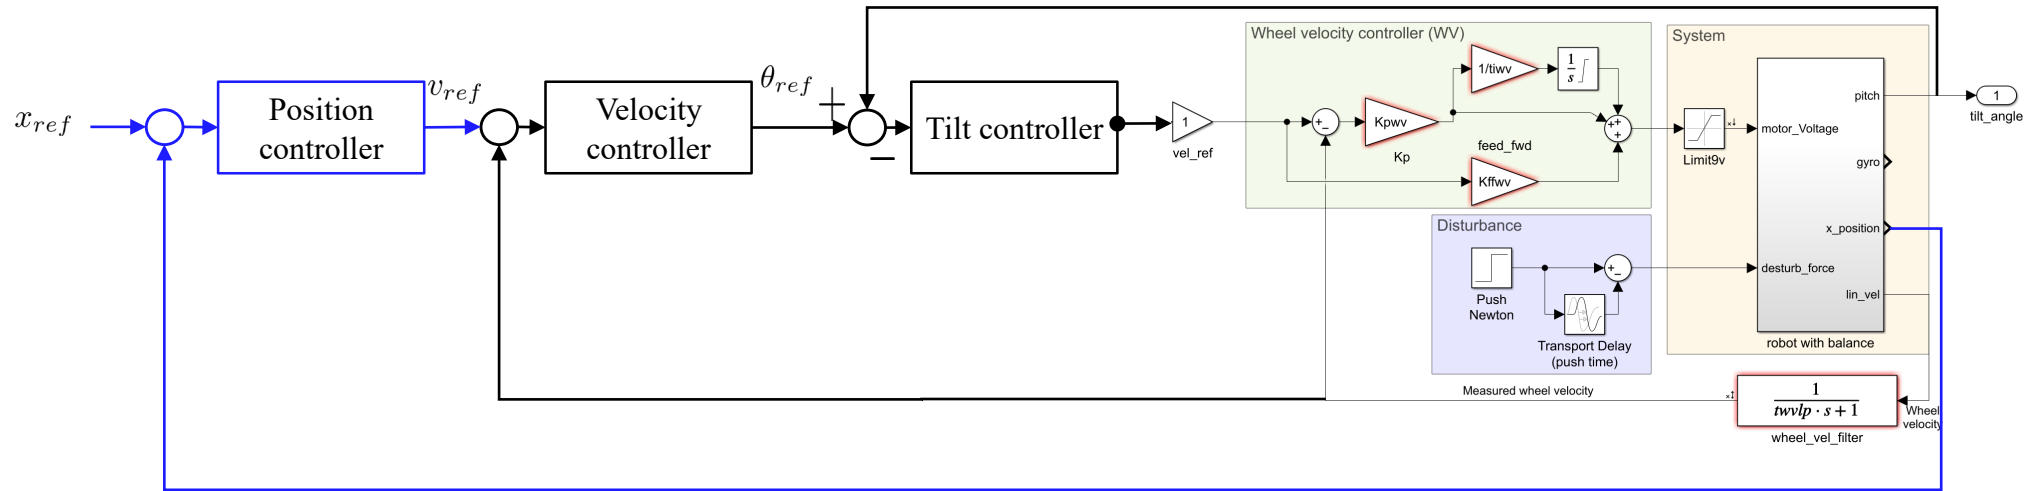 x_ref
Position
controller
v_ref
Velocity
controller
θ_ref
+
−
Tilt controller
1
vel_ref
Wheel velocity controller (WV)
+
−
Kpwv
Kp
1/tiwv
1
s
feed_fwd
Kffwv
+
+
+
System
Limit9v
motor_Voltage
desturb_force
pitch
gyro
x_position
lin_vel
robot with balance
1
tilt_angle
Disturbance
Push
Newton
+
−
Transport Delay
(push time)
Measured wheel velocity
1
twvlp · s + 1
wheel_vel_filter
Wheel
velocity